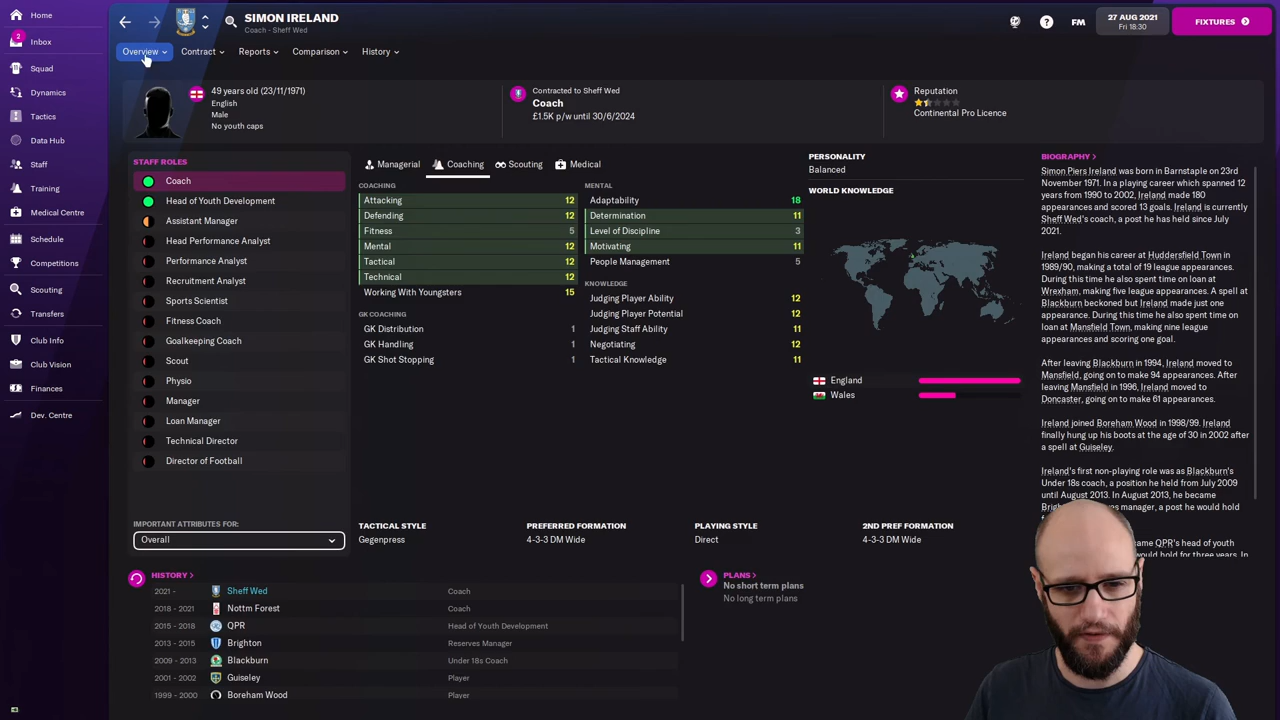 Home
2
Inbox
Squad
Dynamics
Tactics
Data Hub
Staff
Training
Medical Centre
Schedule
Competitions
Scouting
Transfers
Club Info
Club Vision
Finances
Dev. Centre
SIMON IRELAND
Coach - Sheff Wed
FM
27 AUG 2021
Fri 18:30
FIXTURES
Overview
Contract
Reports
Comparison
History
49 years old (23/11/1971)
English
Male
No youth caps
Contracted to Sheff Wed
Coach
£1.5K p/w until 30/6/2024
Reputation
Continental Pro Licence
STAFF ROLES
Coach
Head of Youth Development
Assistant Manager
Head Performance Analyst
Performance Analyst
Recruitment Analyst
Sports Scientist
Fitness Coach
Goalkeeping Coach
Scout
Physio
Manager
Loan Manager
Technical Director
Director of Football
IMPORTANT ATTRIBUTES FOR:
Overall
Managerial
Coaching
Scouting
Medical
COACHING
Attacking 12
Defending 12
Fitness 5
Mental 12
Tactical 12
Technical 12
Working With Youngsters 15
GK COACHING
GK Distribution 1
GK Handling 1
GK Shot Stopping 1
MENTAL
Adaptability 18
Determination 11
Level of Discipline 3
Motivating 11
People Management 5
KNOWLEDGE
Judging Player Ability 12
Judging Player Potential 12
Judging Staff Ability 11
Negotiating 12
Tactical Knowledge 11
PERSONALITY
Balanced
WORLD KNOWLEDGE
England
Wales
BIOGRAPHY >
Simon Piers Ireland was born in Barnstaple on 23rd
November 1971. In a playing career which spanned 12
years from 1990 to 2002, Ireland made 180
appearances and scored 13 goals. Ireland is currently
Sheff Wed's coach, a post he has held since July
2021.
Ireland began his career at Huddersfield Town in
1989/90, making a total of 19 league appearances.
During this time he also spent time on loan at
Wrexham, making five league appearances. A spell at
Blackburn beckoned but Ireland made just one
appearance. During this time he also spent time on
loan at Mansfield Town, making nine league
appearances and scoring one goal.
After leaving Blackburn in 1994, Ireland moved to
Mansfield, going on to make 94 appearances. After
leaving Mansfield in 1996, Ireland moved to
Doncaster, going on to make 61 appearances.
Ireland joined Boreham Wood in 1998/99. Ireland
finally hung up his boots at the age of 30 in 2002 after
a spell at Guiseley.
Ireland's first non-playing role was as Blackburn's
Under 18s coach, a position he held from July 2009
until August 2013. In August 2013, he became
manager, a post he would hold
QPR's head of youth
would hold for three years. In
TACTICAL STYLE
Gegenpress
PREFERRED FORMATION
4-3-3 DM Wide
PLAYING STYLE
Direct
2ND PREF FORMATION
4-3-3 DM Wide
HISTORY >
2021 - Sheff Wed Coach
2018 - 2021 Nottm Forest Coach
2015 - 2018 QPR Head of Youth Development
2013 - 2015 Brighton Reserves Manager
2009 - 2013 Blackburn Under 18s Coach
2001 - 2002 Guiseley Player
1999 - 2000 Boreham Wood Player
PLANS >
No short term plans
No long term plans